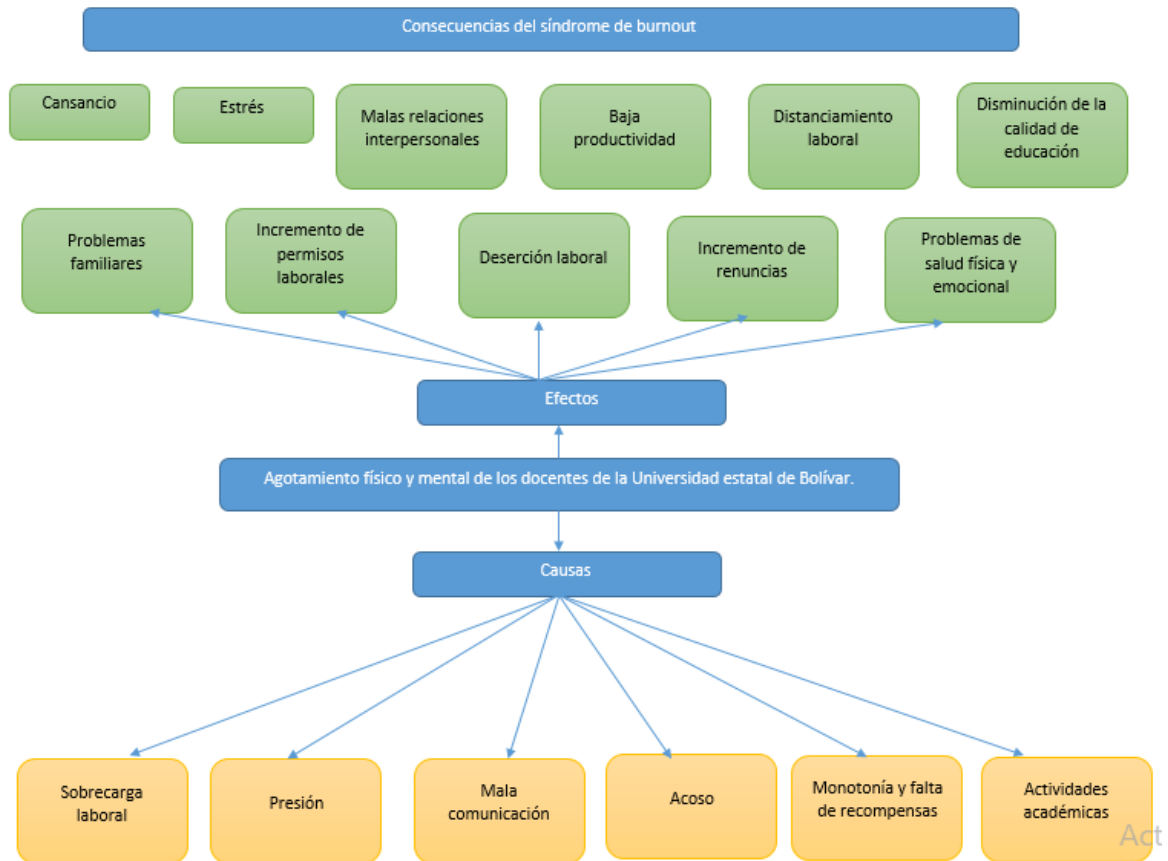 Consecuencias del síndrome de burnout
Cansancio
Estrés
Malas relaciones
interpersonales
Baja
productividad
Distanciamiento
laboral
Disminución de la
calidad de
educación
Problemas
familiares
Incremento de
permisos
laborales
Deserción laboral
Incremento de
renuncias
Problemas de
salud física y
emocional
Efectos
Agotamiento físico y mental de los docentes de la Universidad estatal de Bolívar.
Causas
Sobrecarga
laboral
Presión
Mala
comunicación
Acoso
Monotonía y falta
de recompensas
Actividades
académicas
Act